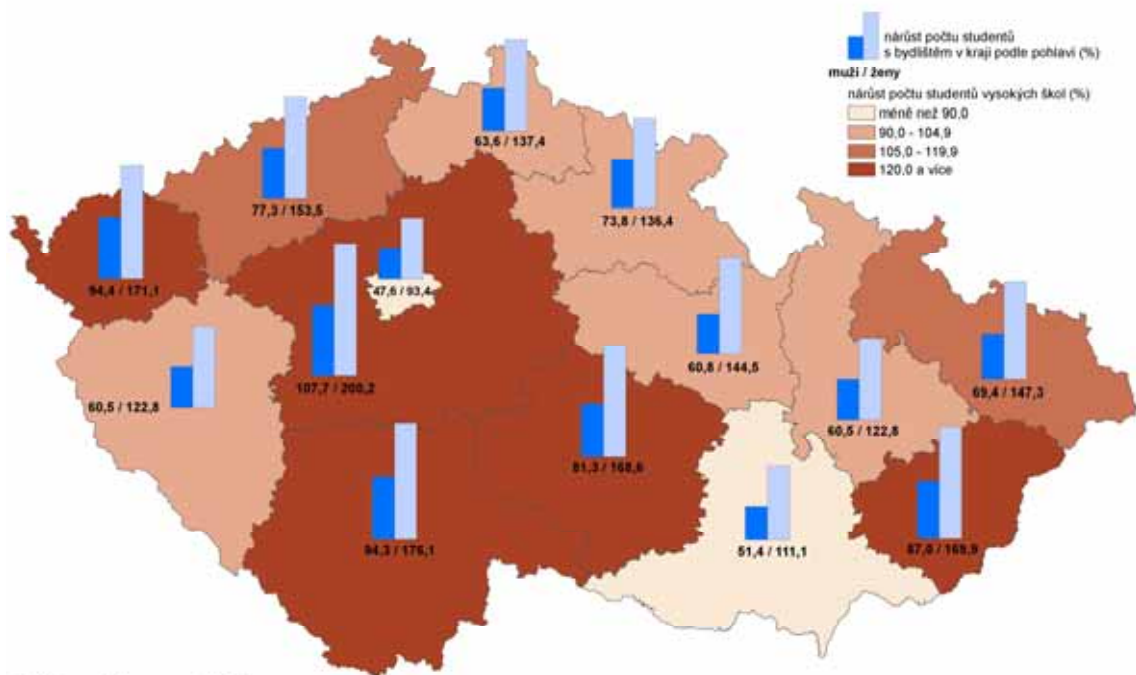 nárůst počtu studentů
s bydlištěm v kraji podle pohlaví (%)
muži / ženy
nárůst počtu studentů vysokých škol (%)
méně než 90,0
90,0 - 104,9
105,0 - 119,9
120,0 a více
63,6 / 137,4
77,3 / 153,5
73,8 / 136,4
94,4 / 171,1
47,6 / 93,4
107,7 / 200,2
60,8 / 144,5
69,4 / 147,3
60,5 / 122,8
60,5 / 122,8
81,3 / 168,6
94,3 / 176,1
51,4 / 111,1
87,0 / 169,9